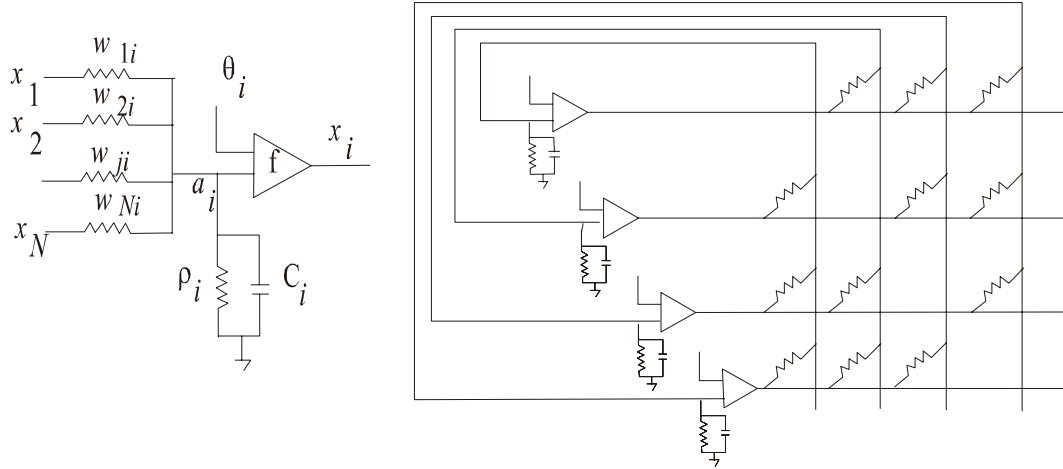 w 1i
x 1
θ i
w 2i
x 2
x i
f
w ji
a i
w Ni
x N
ρ i
C i